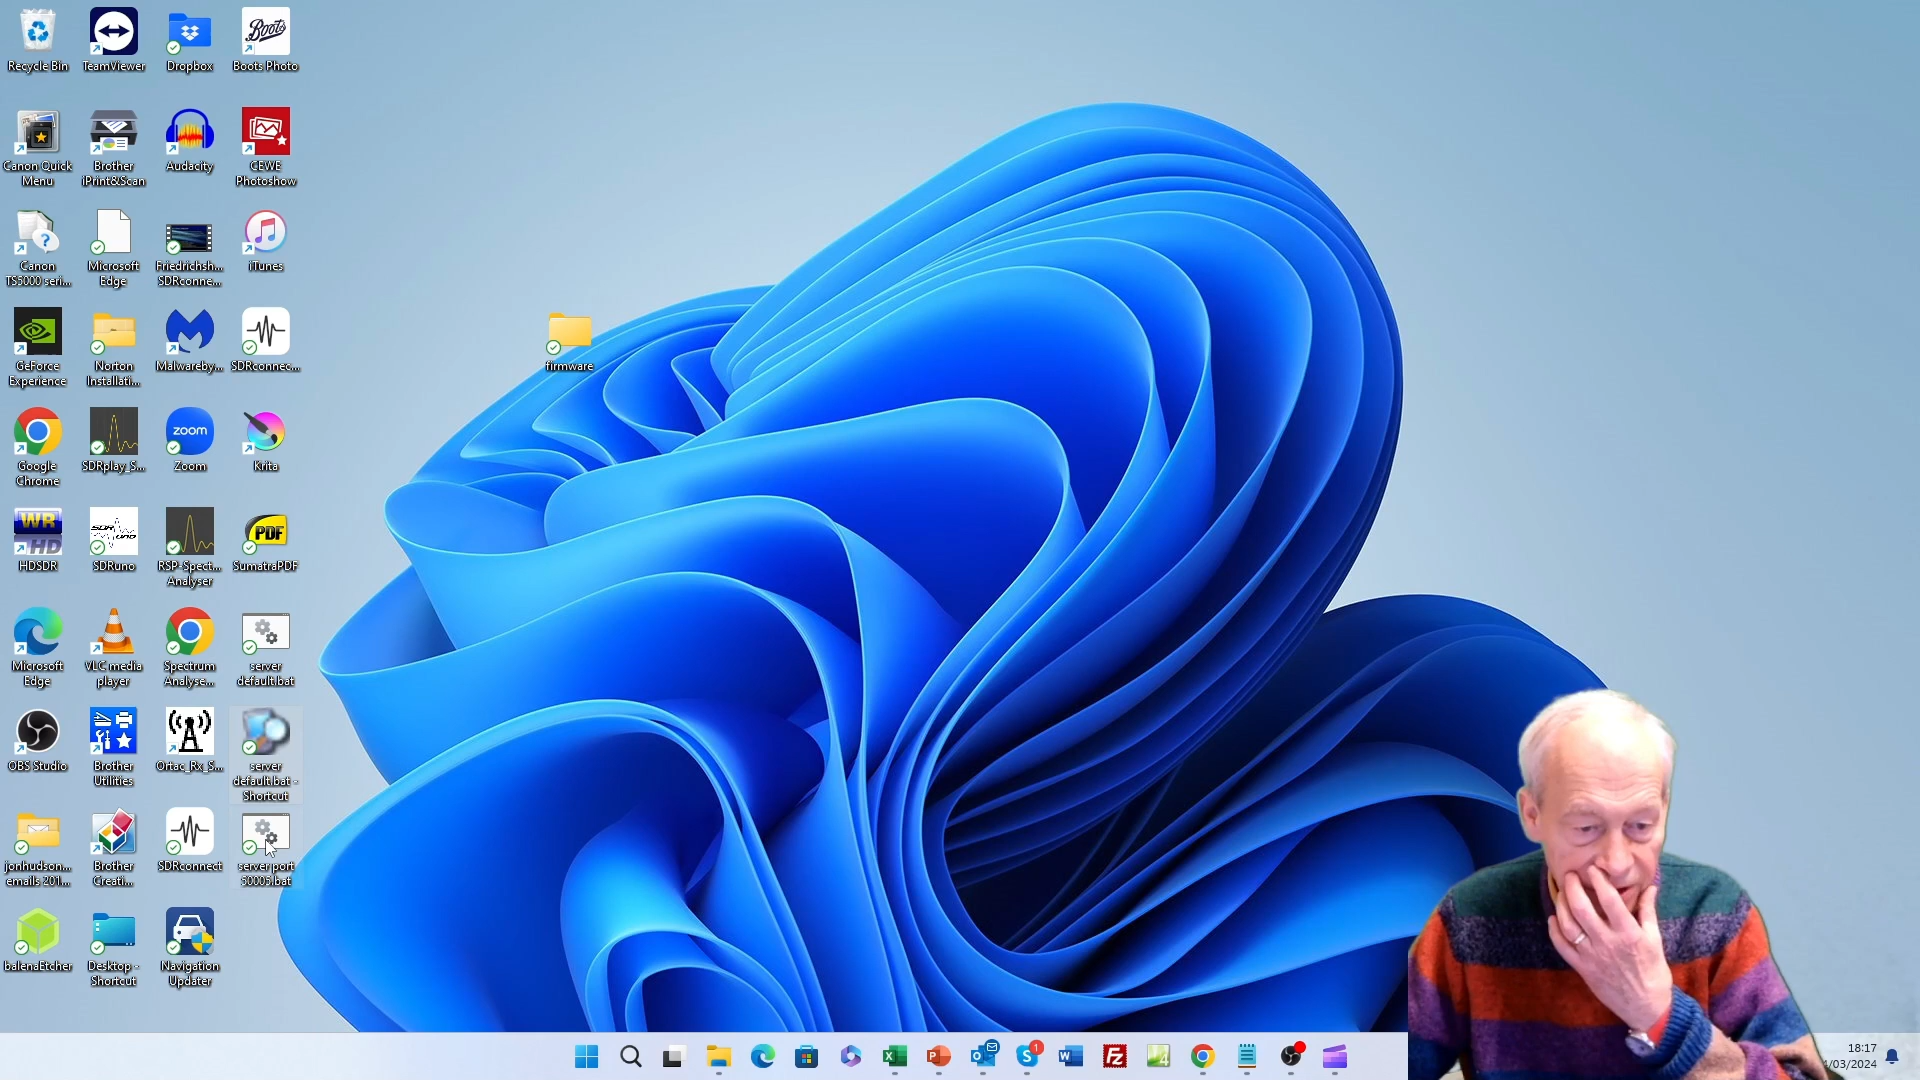 Recycle Bin
TeamViewer
Dropbox
Boots
Boots Photo
Canon Quick
Menu
Brother
iPrint&Scan
Audacity
CEWE
Photoshow
Canon
TS5000 seri...
Microsoft
Edge
Friedrichsh...
SDRconne...
iTunes
GeForce
Experience
Norton
Installati...
Malwareby...
SDRconnec...
firmware
Google
Chrome
SDRplay_S...
zoom
Zoom
Krita
WR
HD
HDSDR
SDRuno
RSP-Spect...
Analyser
PDF
SumatraPDF
Microsoft
Edge
VLC media
player
Spectrum
Analyse...
server
default.bat
OBS Studio
Brother
Utilities
Ortac_Rx_S...
server
default.bat -
Shortcut
jonhudson...
emails 201...
Brother
Creati...
SDRconnect
server port
50005.bat
balenaEtcher
Desktop -
Shortcut
Navigation
Updater
1
18:17
/03/2024